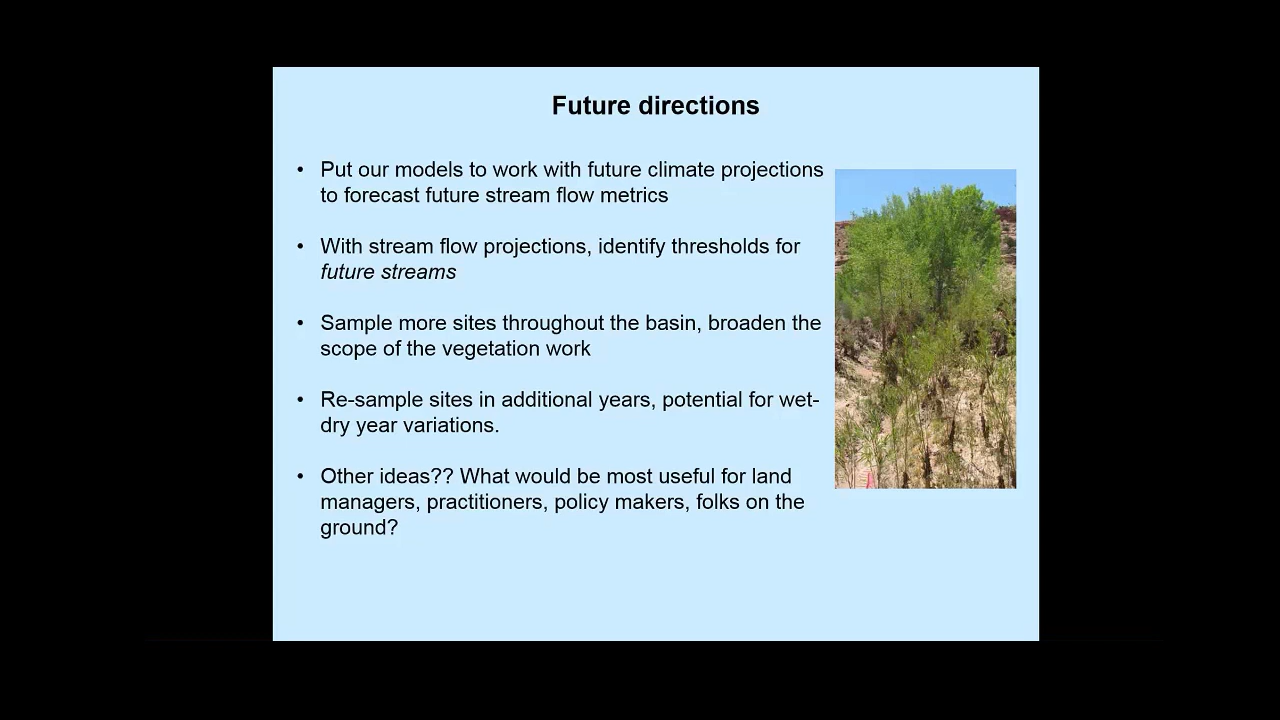 Future directions
• Put our models to work with future climate projections
to forecast future stream flow metrics
• With stream flow projections, identify thresholds for
future streams
• Sample more sites throughout the basin, broaden the
scope of the vegetation work
• Re-sample sites in additional years, potential for wet-
dry year variations.
• Other ideas?? What would be most useful for land
managers, practitioners, policy makers, folks on the
ground?